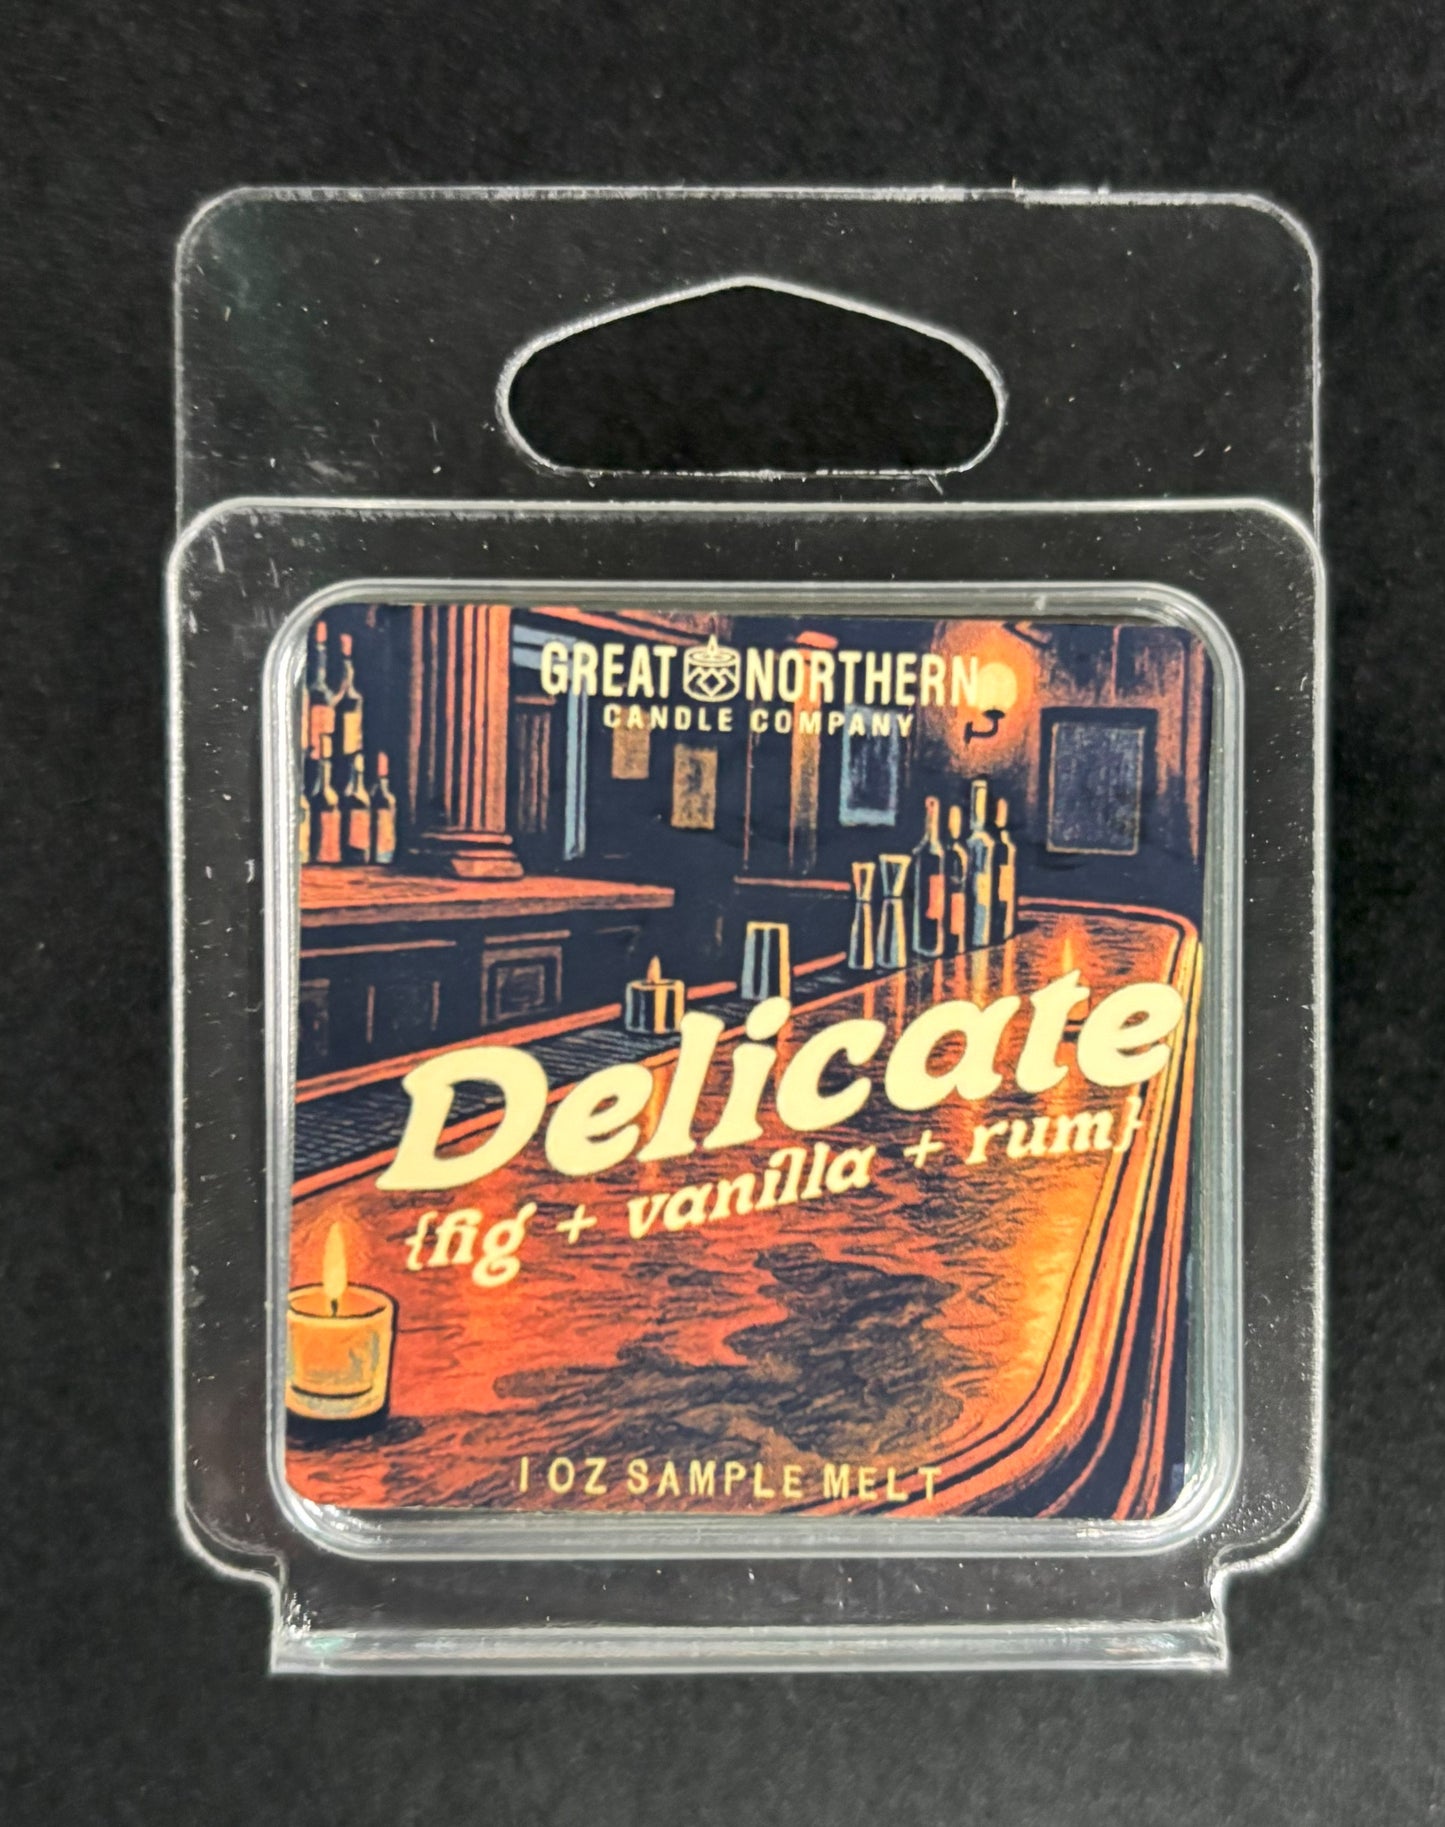 GREAT NORTHERN
CANDLE COMPANY
Delicate
{fig + vanilla + rum}
1 OZ SAMPLE MELT